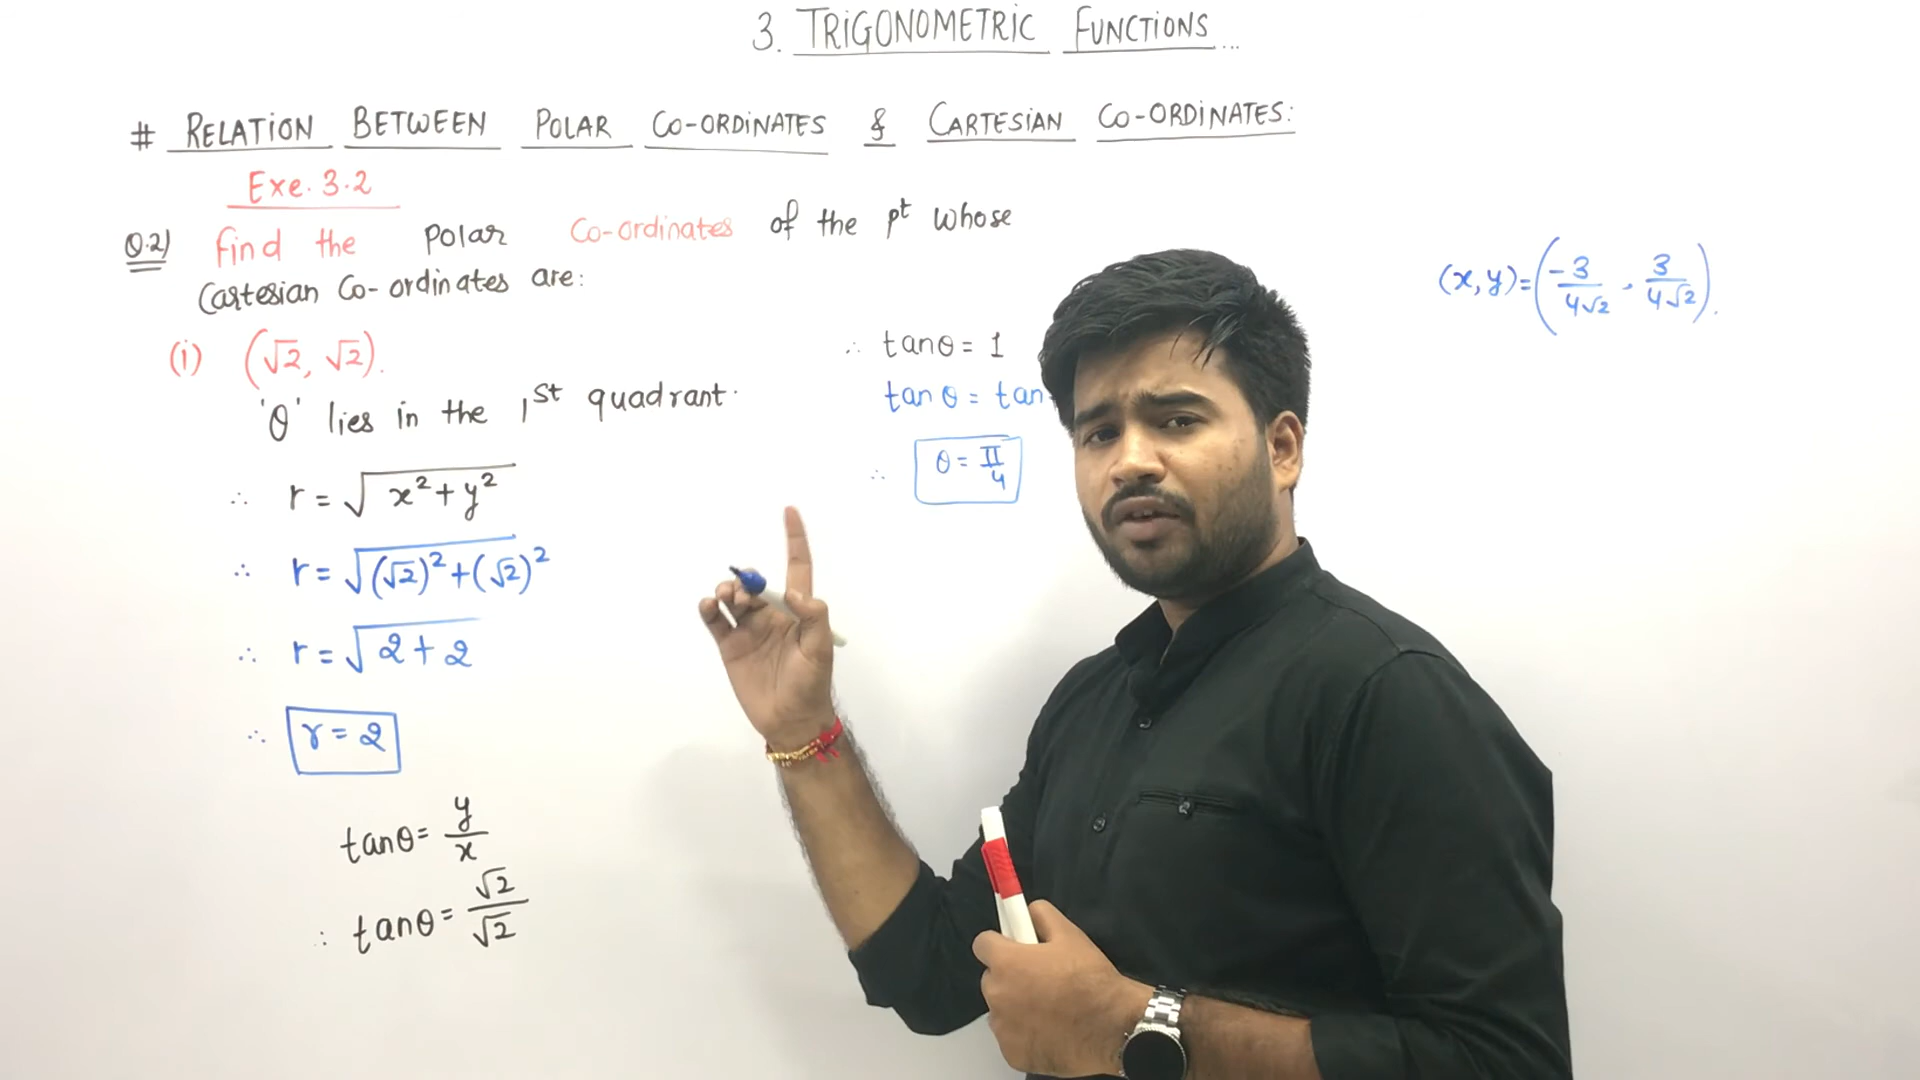 3. TRIGONOMETRIC FUNCTIONS...
# RELATION BETWEEN POLAR CO-ORDINATES & CARTESIAN CO-ORDINATES:
Exe. 3.2
Q.2) Find the Polar Co-ordinates of the pt whose
Cartesian Co-ordinates are:
(i) (√2, √2).
'θ' lies in the 1st quadrant.
∴ r = √x² + y²
∴ r = √(√2)² + (√2)²
∴ r = √2 + 2
∴ r = 2
tanθ = y/x
∴ tanθ = √2/√2
∴ tanθ = 1
tan θ = tan
∴ θ = π/4
(x, y) = (-3/4√2, 3/4√2).